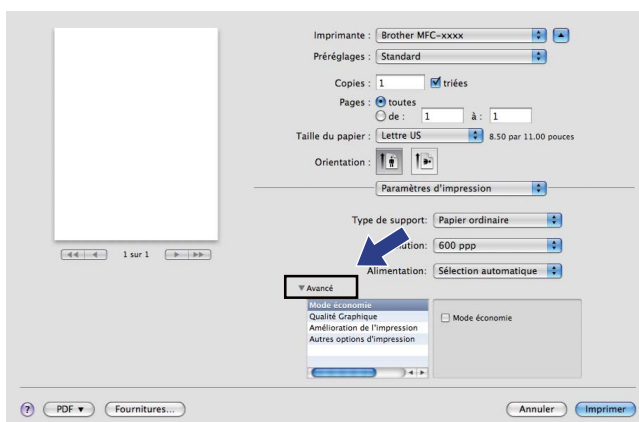 Imprimante : Brother MFC-xxxx
Préréglages : Standard
Copies : 1 triées
Pages : toutes
de : 1 à : 1
Taille du papier : Lettre US 8.50 par 11.00 pouces
Orientation :
Paramètres d'impression
Type de support: Papier ordinaire
600 ppp
1 sur 1
Alimentation: Sélection automatique
Avancé
Mode économie
Qualité Graphique
Mode économie
Amélioration de l'impression
Autres options d'impression
? PDF Fournitures... Annuler Imprimer